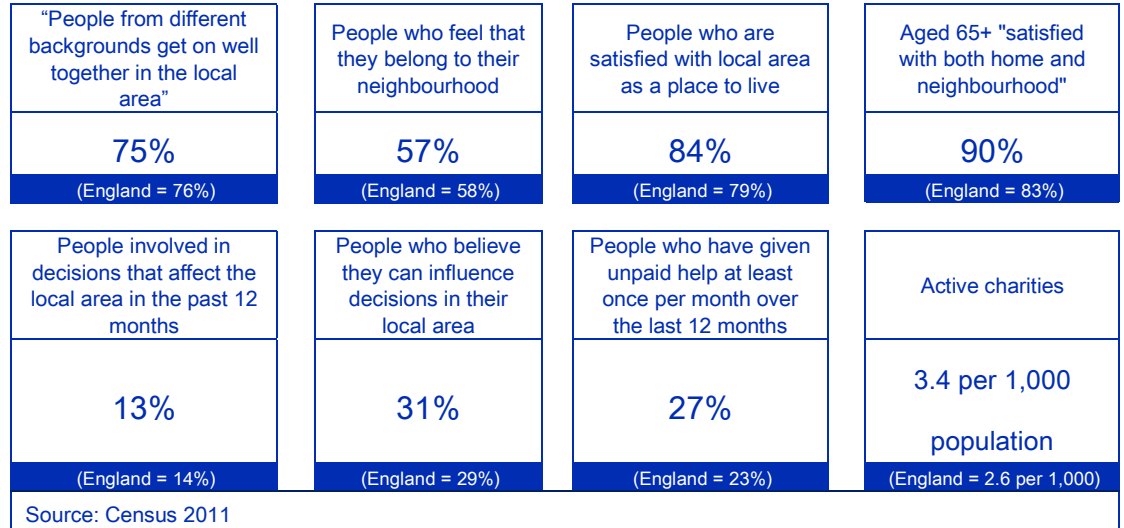 “People from different
backgrounds get on well
together in the local
area”
75%
(England = 76%)
People who feel that
they belong to their
neighbourhood
57%
(England = 58%)
People who are
satisfied with local area
as a place to live
84%
(England = 79%)
Aged 65+ "satisfied
with both home and
neighbourhood"
90%
(England = 83%)
People involved in
decisions that affect the
local area in the past 12
months
13%
(England = 14%)
People who believe
they can influence
decisions in their
local area
31%
(England = 29%)
People who have given
unpaid help at least
once per month over
the last 12 months
27%
(England = 23%)
Active charities
3.4 per 1,000
population
(England = 2.6 per 1,000)
Source: Census 2011